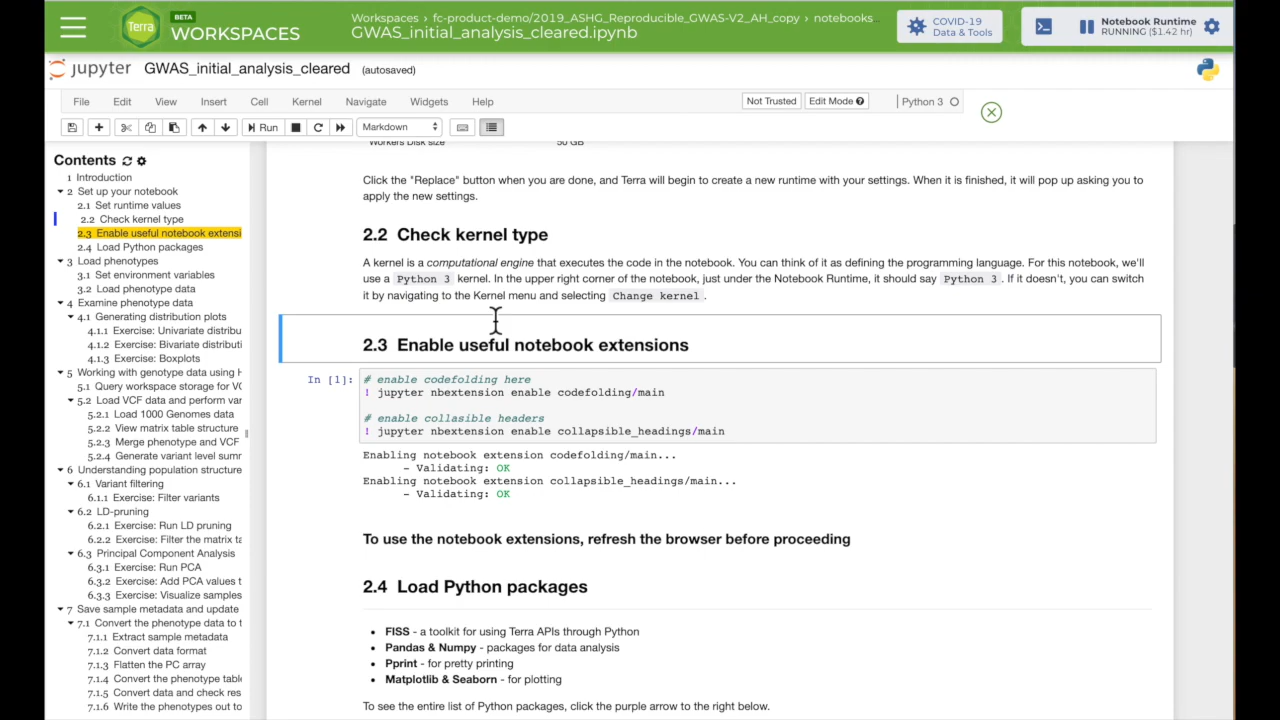 BETA
Terra
WORKSPACES
Workspaces › fc-product-demo/2019_ASHG_Reproducible_GWAS-V2_AH_copy › notebooks...
GWAS_initial_analysis_cleared.ipynb
COVID-19
Data & Tools
Notebook Runtime
RUNNING ($1.42 hr)
jupyter GWAS_initial_analysis_cleared (autosaved)
File Edit View Insert Cell Kernel Navigate Widgets Help
Not Trusted Edit Mode Python 3
Run Markdown
Contents
1 Introduction
2 Set up your notebook
2.1 Set runtime values
2.2 Check kernel type
2.3 Enable useful notebook extensi
2.4 Load Python packages
3 Load phenotypes
3.1 Set environment variables
3.2 Load phenotype data
4 Examine phenotype data
4.1 Generating distribution plots
4.1.1 Exercise: Univariate distribu
4.1.2 Exercise: Bivariate distributi
4.1.3 Exercise: Boxplots
5 Working with genotype data using H
5.1 Query workspace storage for VC
5.2 Load VCF data and perform var
5.2.1 Load 1000 Genomes data
5.2.2 View matrix table structure
5.2.3 Merge phenotype and VCF
5.2.4 Generate variant level summ
6 Understanding population structure
6.1 Variant filtering
6.1.1 Exercise: Filter variants
6.2 LD-pruning
6.2.1 Exercise: Run LD pruning
6.2.2 Exercise: Filter the matrix ta
6.3 Principal Component Analysis
6.3.1 Exercise: Run PCA
6.3.2 Exercise: Add PCA values t
6.3.3 Exercise: Visualize samples
7 Save sample metadata and update
7.1 Convert the phenotype data to t
7.1.1 Extract sample metadata
7.1.2 Convert data format
7.1.3 Flatten the PC array
7.1.4 Convert the phenotype table
7.1.5 Convert data and check res
7.1.6 Write the phenotypes out to
Workers Disk size 50 GB
Click the "Replace" button when you are done, and Terra will begin to create a new runtime with your settings. When it is finished, it will pop up asking you to
apply the new settings.
2.2 Check kernel type
A kernel is a computational engine that executes the code in the notebook. You can think of it as defining the programming language. For this notebook, we'll
use a Python 3 kernel. In the upper right corner of the notebook, just under the Notebook Runtime, it should say Python 3. If it doesn't, you can switch
it by navigating to the Kernel menu and selecting Change kernel.
2.3 Enable useful notebook extensions
In [1]: # enable codefolding here
! jupyter nbextension enable codefolding/main
# enable collasible headers
! jupyter nbextension enable collapsible_headings/main
Enabling notebook extension codefolding/main...
- Validating: OK
Enabling notebook extension collapsible_headings/main...
- Validating: OK
To use the notebook extensions, refresh the browser before proceeding
2.4 Load Python packages
• FISS - a toolkit for using Terra APIs through Python
• Pandas & Numpy - packages for data analysis
• Pprint - for pretty printing
• Matplotlib & Seaborn - for plotting
To see the entire list of Python packages, click the purple arrow to the right below.